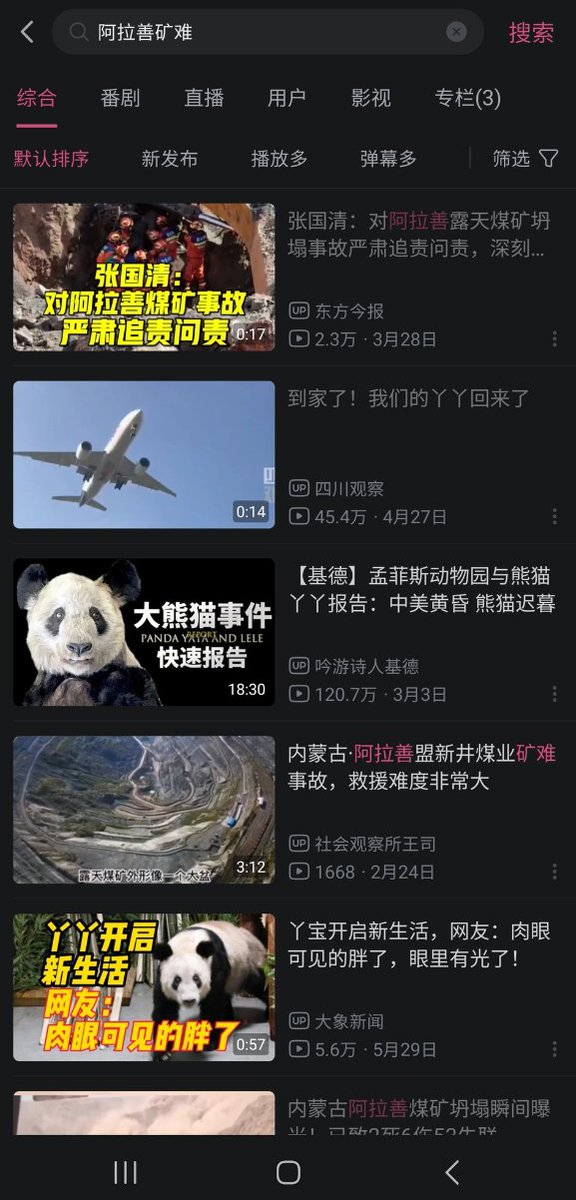 阿拉善矿难
搜索
综合
番剧
直播
用户
影视
专栏(3)
默认排序
新发布
播放多
弹幕多
筛选
张国清：
对阿拉善煤矿事故
严肃追责问责
0:17
张国清：对阿拉善露天煤矿坍
塌事故严肃追责问责，深刻...
UP 东方今报
2.3万 · 3月28日
0:14
到家了！我们的丫丫回来了
UP 四川观察
45.4万 · 4月27日
大熊猫事件
PANDA YAYA AND LELE
REPORT
快速报告
18:30
【基德】孟菲斯动物园与熊猫
丫丫报告：中美黄昏 熊猫迟暮
UP 吟游诗人基德
120.7万 · 3月3日
露天煤矿外形像一个大盆
3:12
内蒙古·阿拉善盟新井煤业矿难
事故，救援难度非常大
UP 社会观察所王司
1668 · 2月24日
丫丫开启
新生活
网友：
肉眼可见的胖了
0:57
丫宝开启新生活，网友：肉眼
可见的胖了，眼里有光了！
UP 大象新闻
5.6万 · 5月29日
内蒙古阿拉善煤矿坍塌瞬间曝
光！已致2死6伤53失联